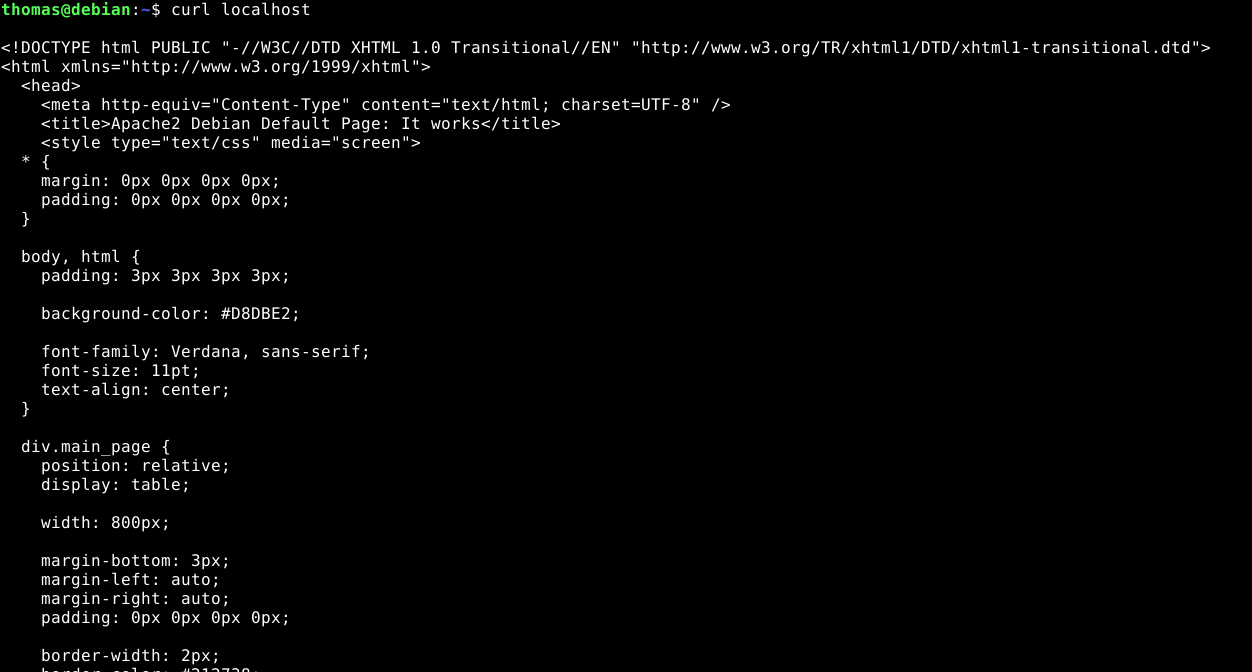 thomas@debian:~$ curl localhost

<!DOCTYPE html PUBLIC "-//W3C//DTD XHTML 1.0 Transitional//EN" "http://www.w3.org/TR/xhtml1/DTD/xhtml1-transitional.dtd">
<html xmlns="http://www.w3.org/1999/xhtml">
  <head>
    <meta http-equiv="Content-Type" content="text/html; charset=UTF-8" />
    <title>Apache2 Debian Default Page: It works</title>
    <style type="text/css" media="screen">
  * {
    margin: 0px 0px 0px 0px;
    padding: 0px 0px 0px 0px;
  }

  body, html {
    padding: 3px 3px 3px 3px;

    background-color: #D8DBE2;

    font-family: Verdana, sans-serif;
    font-size: 11pt;
    text-align: center;
  }

  div.main_page {
    position: relative;
    display: table;

    width: 800px;

    margin-bottom: 3px;
    margin-left: auto;
    margin-right: auto;
    padding: 0px 0px 0px 0px;

    border-width: 2px;
    border-color: #212738;